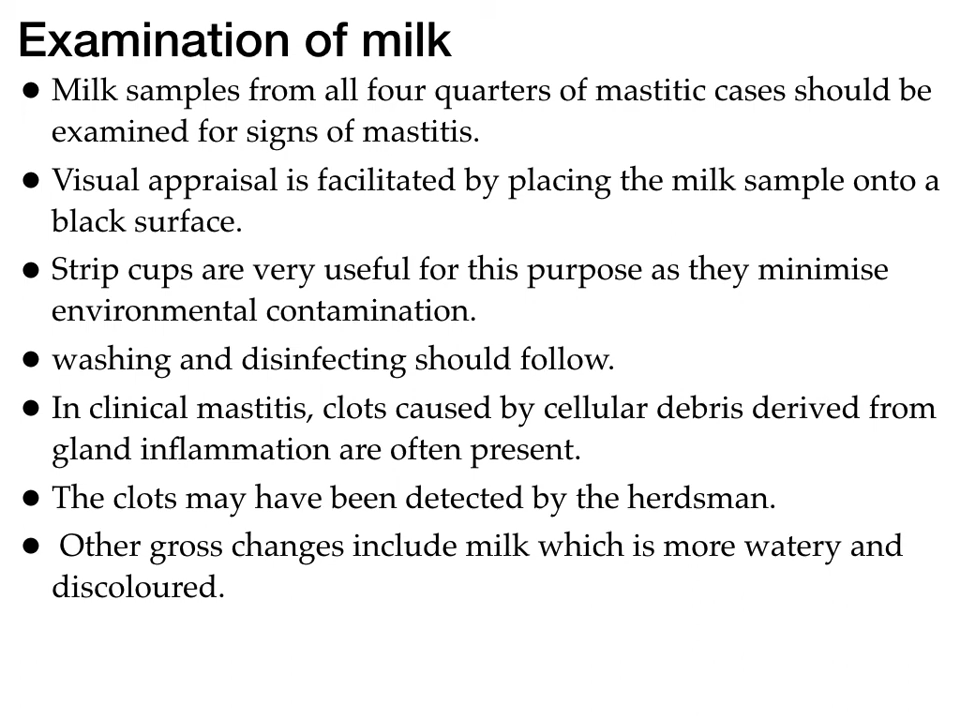 Examination of milk
● Milk samples from all four quarters of mastitic cases should be
examined for signs of mastitis.
● Visual appraisal is facilitated by placing the milk sample onto a
black surface.
● Strip cups are very useful for this purpose as they minimise
environmental contamination.
● washing and disinfecting should follow.
● In clinical mastitis, clots caused by cellular debris derived from
gland inflammation are often present.
● The clots may have been detected by the herdsman.
● Other gross changes include milk which is more watery and
discoloured.